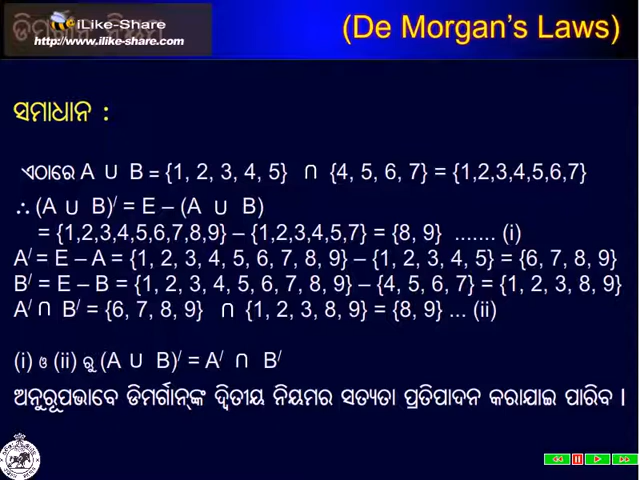 ଡିମର୍ଗାନ୍ ନିୟମ
iLike-Share
http://www.ilike-share.com
(De Morgan's Laws)
ସମାଧାନ :
ଏଠାରେ A ∪ B = {1, 2, 3, 4, 5} ∩ {4, 5, 6, 7} = {1,2,3,4,5,6,7}
∴ (A ∪ B)/ = E – (A ∪ B)
= {1,2,3,4,5,6,7,8,9} – {1,2,3,4,5,7} = {8, 9} ....... (i)
A/ = E – A = {1, 2, 3, 4, 5, 6, 7, 8, 9} – {1, 2, 3, 4, 5} = {6, 7, 8, 9}
B/ = E – B = {1, 2, 3, 4, 5, 6, 7, 8, 9} – {4, 5, 6, 7} = {1, 2, 3, 8, 9}
A/ ∩ B/ = {6, 7, 8, 9} ∩ {1, 2, 3, 8, 9} = {8, 9} ... (ii)
(i) ଓ (ii) ରୁ (A ∪ B)/ = A/ ∩ B/
ଅନୁରୂପଭାବେ ଡିମର୍ଗାନ୍‌ଙ୍କ ଦ୍ୱିତୀୟ ନିୟମର ସତ୍ୟତା ପ୍ରତିପାଦନ କରାଯାଇ ପାରିବ ।